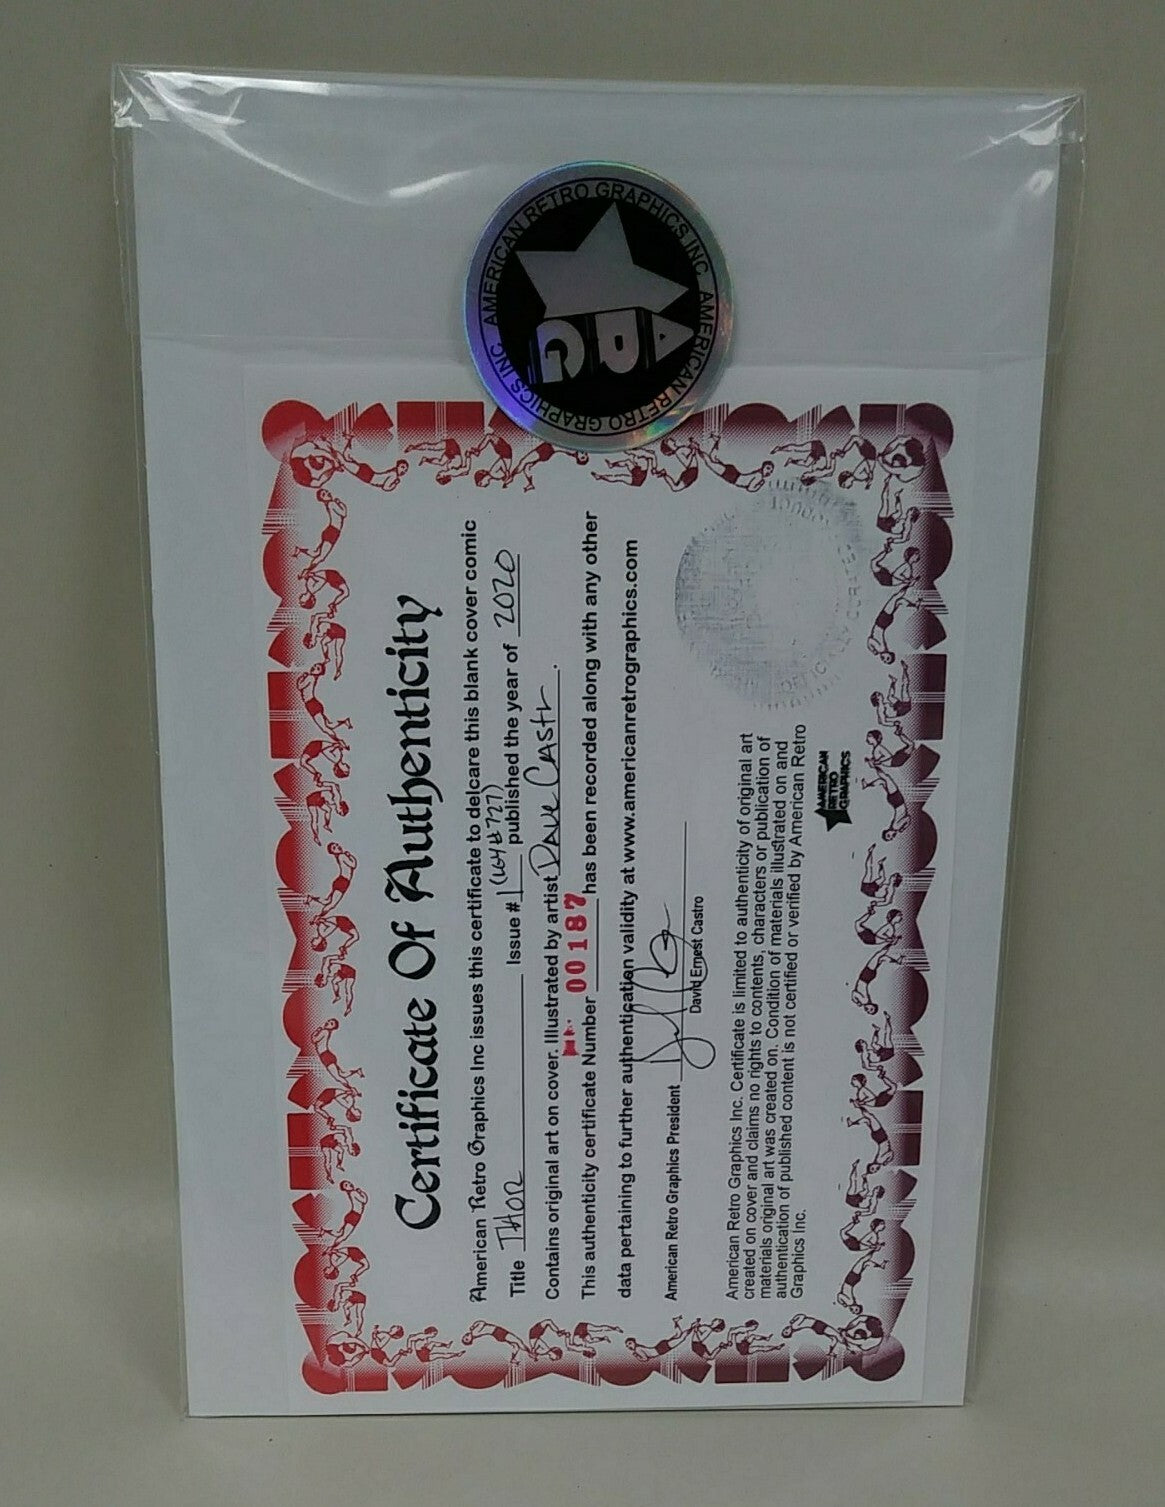 AMERICAN RETRO GRAPHICS INC. AMERICAN RETRO GRAPHICS INC.
ARG
Certificate Of Authenticity
American Retro Graphics Inc issues this certificate to delcare this blank cover comic
Title THOR Issue # 1 (LGY#727) published the year of 2020
Contains original art on cover. Illustrated by artist Dave Castr.
This authenticity certificate Number 00187 has been recorded along with any other
data pertaining to further authentication validity at www.americanretrographics.com
American Retro Graphics President
David Ernest Castro
American Retro Graphics Inc. Certificate is limited to authenticity of original art
created on cover and claims no rights to contents, characters or publication of
materials original art was created on. Condition of materials illustrated on and
authentication of published content is not certified or verified by American Retro
Graphics Inc.
AMERICAN
RETRO
GRAPHICS